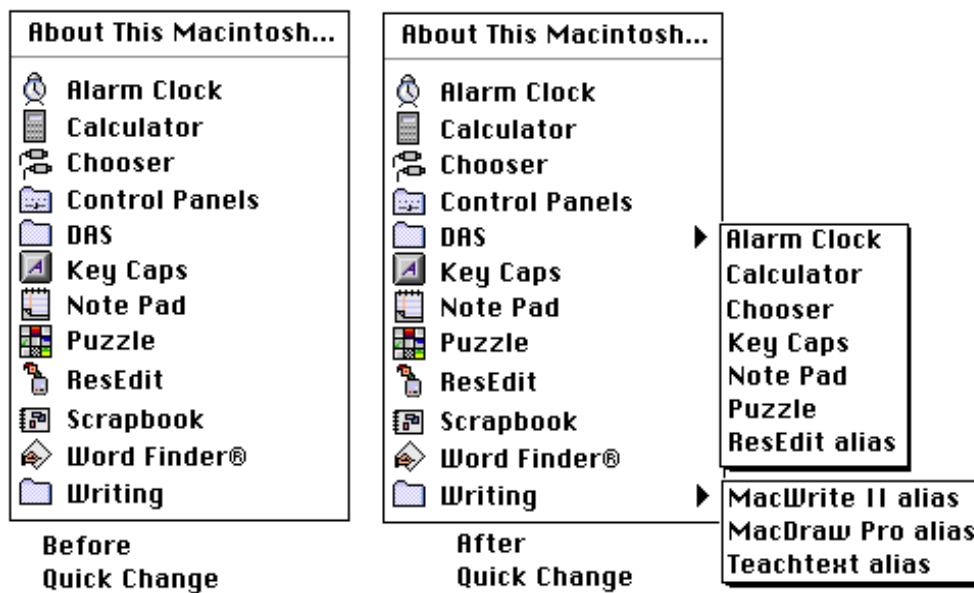 About This Macintosh...
Alarm Clock
Calculator
Chooser
Control Panels
DAS
Key Caps
Note Pad
Puzzle
ResEdit
Scrapbook
Word Finder®
Writing
Before
Quick Change
About This Macintosh...
Alarm Clock
Calculator
Chooser
Control Panels
DAS
Key Caps
Note Pad
Puzzle
ResEdit
Scrapbook
Word Finder®
Writing
After
Quick Change
Alarm Clock
Calculator
Chooser
Key Caps
Note Pad
Puzzle
ResEdit alias
MacWrite II alias
MacDraw Pro alias
Teachtext alias